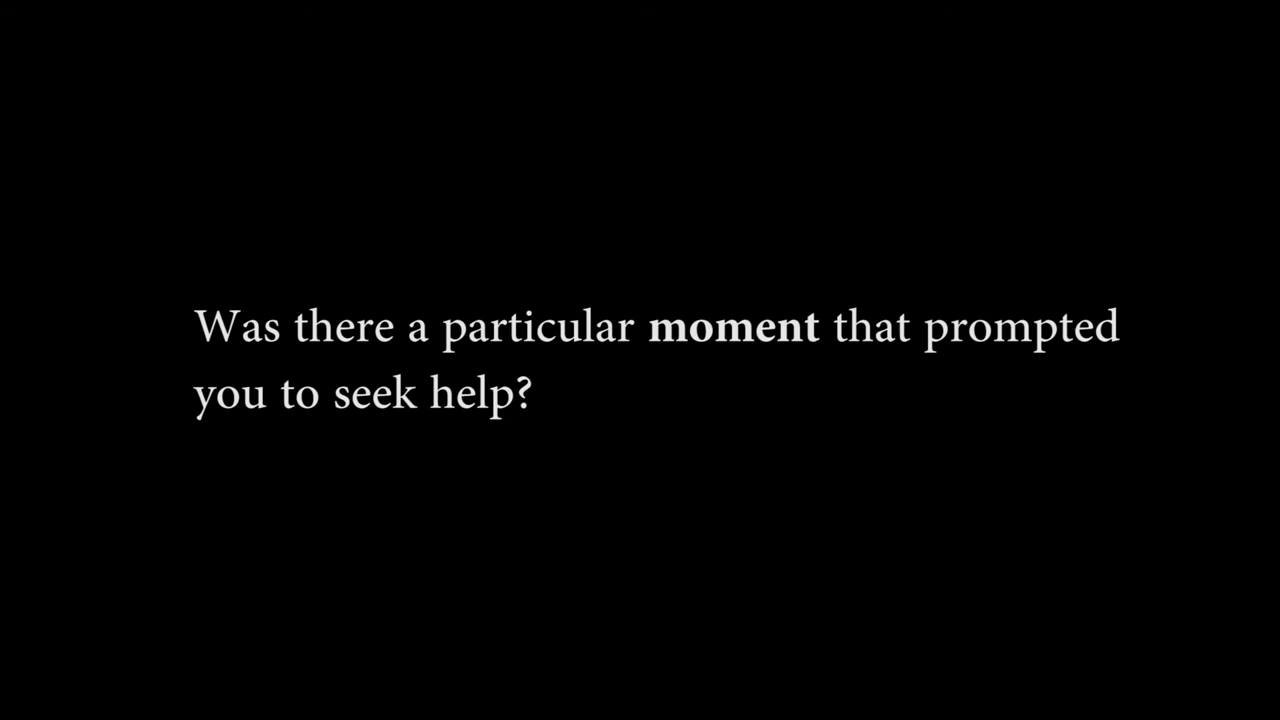 Was there a particular moment that prompted
you to seek help?